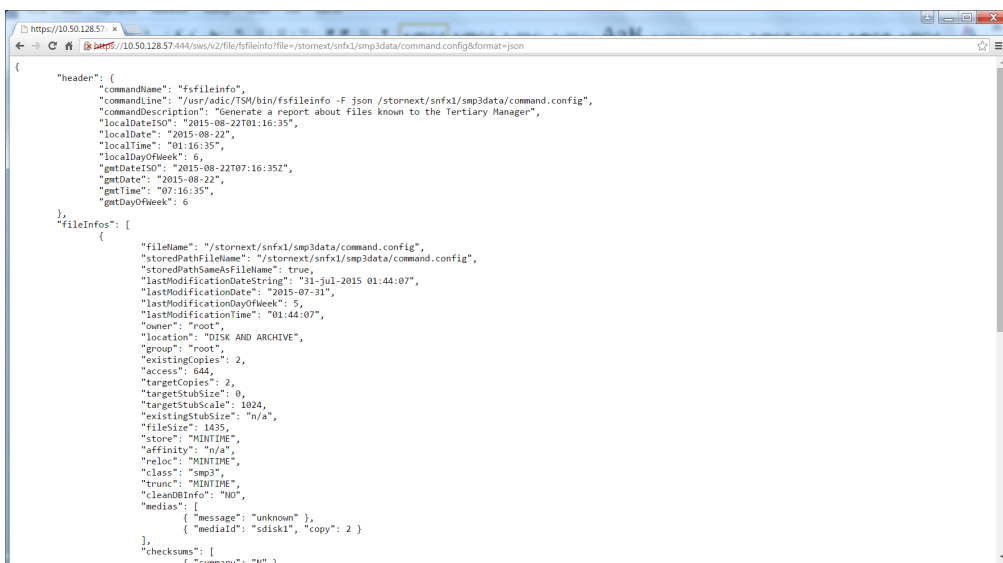 https://10.50.128.57:
https://10.50.128.57:444/sws/v2/file/fsfileinfo?file=/stornext/snfx1/smp3data/command.config&format=json
{
"header": {
"commandName": "fsfileinfo",
"commandLine": "/usr/adic/TSM/bin/fsfileinfo -F json /stornext/snfx1/smp3data/command.config",
"commandDescription": "Generate a report about files known to the Tertiary Manager",
"localDateISO": "2015-08-22T01:16:35",
"localDate": "2015-08-22",
"localTime": "01:16:35",
"localDayOfWeek": 6,
"gmtDateISO": "2015-08-22T07:16:35Z",
"gmtDate": "2015-08-22",
"gmtTime": "07:16:35",
"gmtDayOfWeek": 6
},
"fileInfos": [
{
"fileName": "/stornext/snfx1/smp3data/command.config",
"storedPathFileName": "/stornext/snfx1/smp3data/command.config",
"storedPathSameAsFileName": true,
"lastModificationDateString": "31-jul-2015 01:44:07",
"lastModificationDate": "2015-07-31",
"lastModificationDayOfWeek": 5,
"lastModificationTime": "01:44:07",
"owner": "root",
"location": "DISK AND ARCHIVE",
"group": "root",
"existingCopies": 2,
"access": 644,
"targetCopies": 2,
"targetStubSize": 0,
"targetStubScale": 1024,
"existingStubSize": "n/a",
"fileSize": 1435,
"store": "MINTIME",
"affinity": "n/a",
"reloc": "MINTIME",
"class": "smp3",
"trunc": "MINTIME",
"cleanDBInfo": "NO",
"medias": [
{ "message": "unknown" },
{ "mediaId": "sdisk1", "copy": 2 }
],
"checksums": [
{ "summary": "N" }